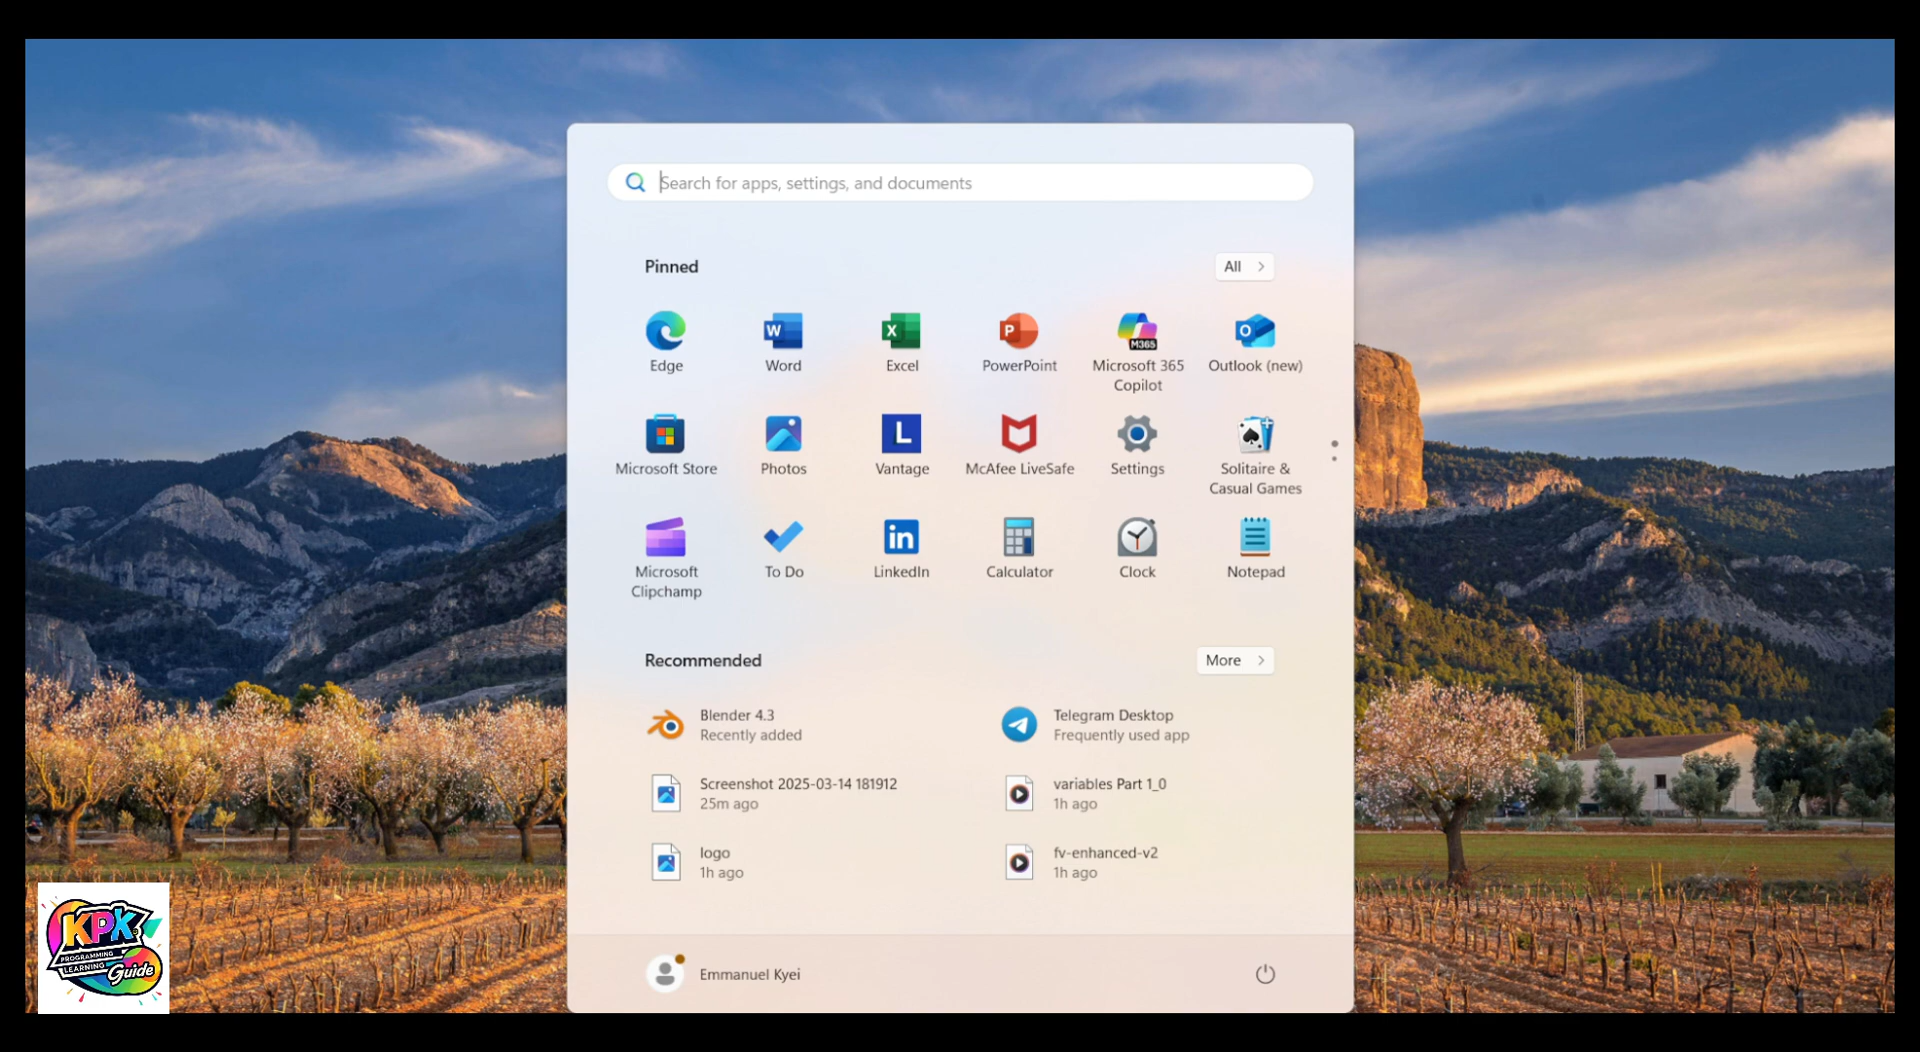 Search for apps, settings, and documents
Pinned
All
Edge
W
Word
X
Excel
P
PowerPoint
M365
Microsoft 365
Copilot
O
Outlook (new)
Microsoft Store
Photos
L
Vantage
McAfee LiveSafe
Settings
Solitaire &
Casual Games
Microsoft
Clipchamp
To Do
in
LinkedIn
Calculator
Clock
Notepad
Recommended
More
Blender 4.3
Recently added
Telegram Desktop
Frequently used app
Screenshot 2025-03-14 181912
25m ago
variables Part 1_0
1h ago
logo
1h ago
fv-enhanced-v2
1h ago
KPK
PROGRAMMING
LEARNING
Guide
Emmanuel Kyei